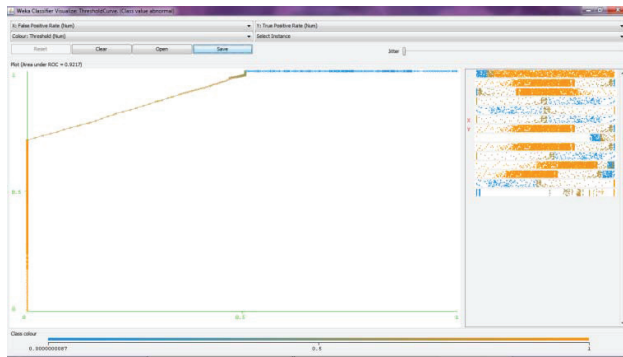 Weka Classifier Visualize: ThresholdCurve. (Class value abnormal)
X: False Positive Rate (Num)
Y: True Positive Rate (Num)
Colour: Threshold (Num)
Select Instance
Reset
Clear
Open
Save
Jitter
Plot (Area under ROC = 0.9217)
1
0.5
0
0
0.5
1
X
Y
Class colour
0.5
1